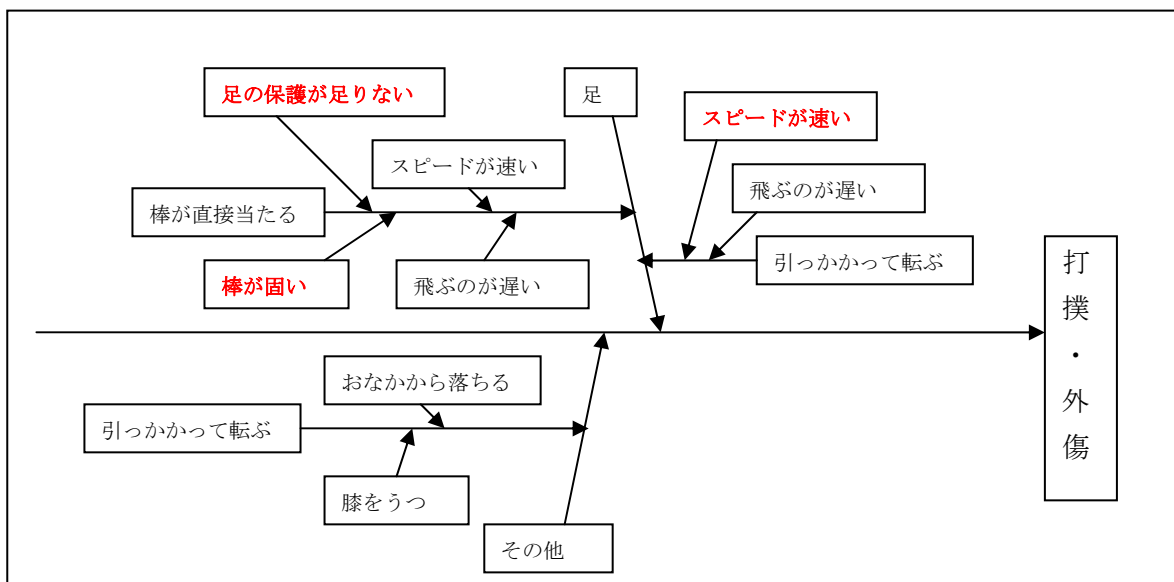 足の保護が足りない
足
スピードが速い
スピードが速い
飛ぶのが遅い
棒が直接当たる
引っかかって転ぶ
棒が固い
飛ぶのが遅い
打撲・外傷
おなかから落ちる
引っかかって転ぶ
膝をうつ
その他